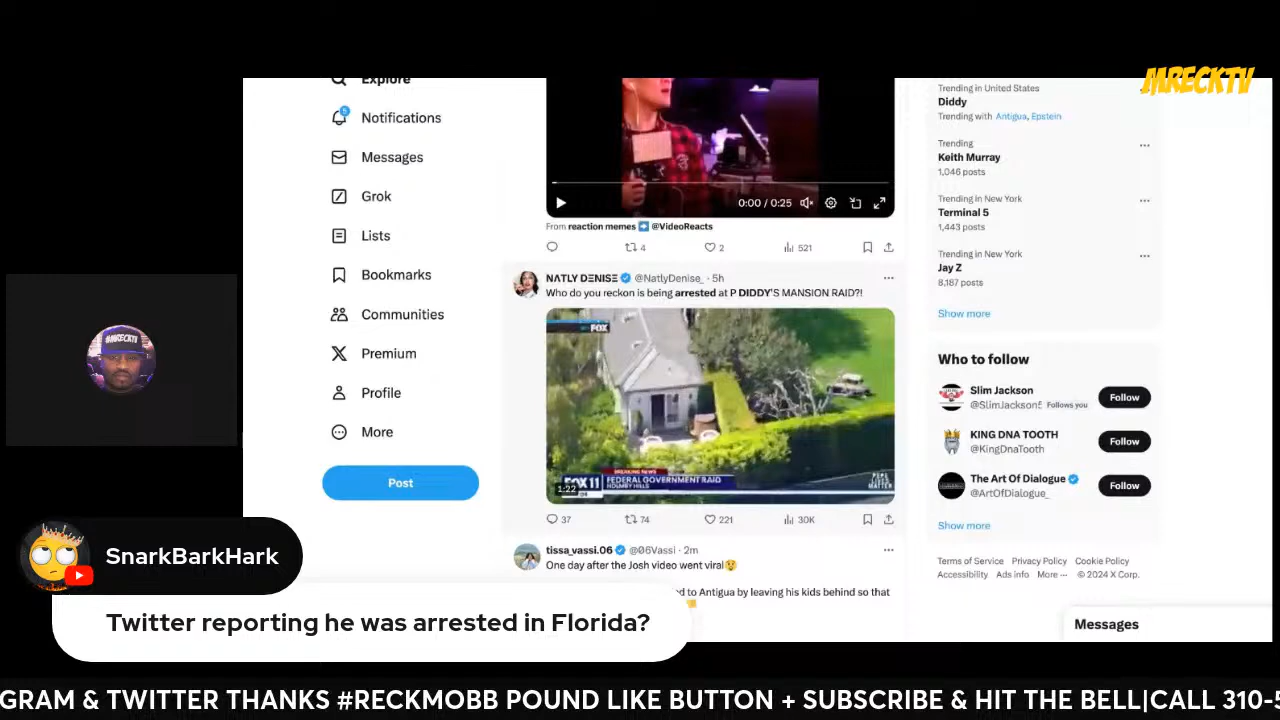 MRECKTV
Explore
Notifications
Messages
Grok
Lists
Bookmarks
Communities
Premium
Profile
More
Post
0:00 / 0:25
From reaction memes @VideoReacts
4
2
521
NATLY DENISE @NatlyDenise_ · 5h
Who do you reckon is being arrested at P DIDDY'S MANSION RAID?!
FOX
BREAKING NEWS
FOX 11
FEDERAL GOVERNMENT RAID
HOLMBY HILLS
1:22
37
74
221
30K
tissa_vassi.06 @06Vassi · 2m
One day after the Josh video went viral
ed to Antigua by leaving his kids behind so that
Trending in United States
Diddy
Trending with Antigua, Epstein
Trending
Keith Murray
1,046 posts
Trending in New York
Terminal 5
1,443 posts
Trending in New York
Jay Z
8,187 posts
Show more
Who to follow
Slim Jackson
@SlimJackson5 Follows you
Follow
KING DNA TOOTH
@KingDnaTooth
Follow
The Art Of Dialogue
@ArtOfDialogue_
Follow
Show more
Terms of Service Privacy Policy Cookie Policy
Accessibility Ads info More ··· © 2024 X Corp.
Messages
#MRECKTV
SnarkBarkHark
Twitter reporting he was arrested in Florida?
GRAM & TWITTER THANKS #RECKMOBB POUND LIKE BUTTON + SUBSCRIBE & HIT THE BELL|CALL 310-5